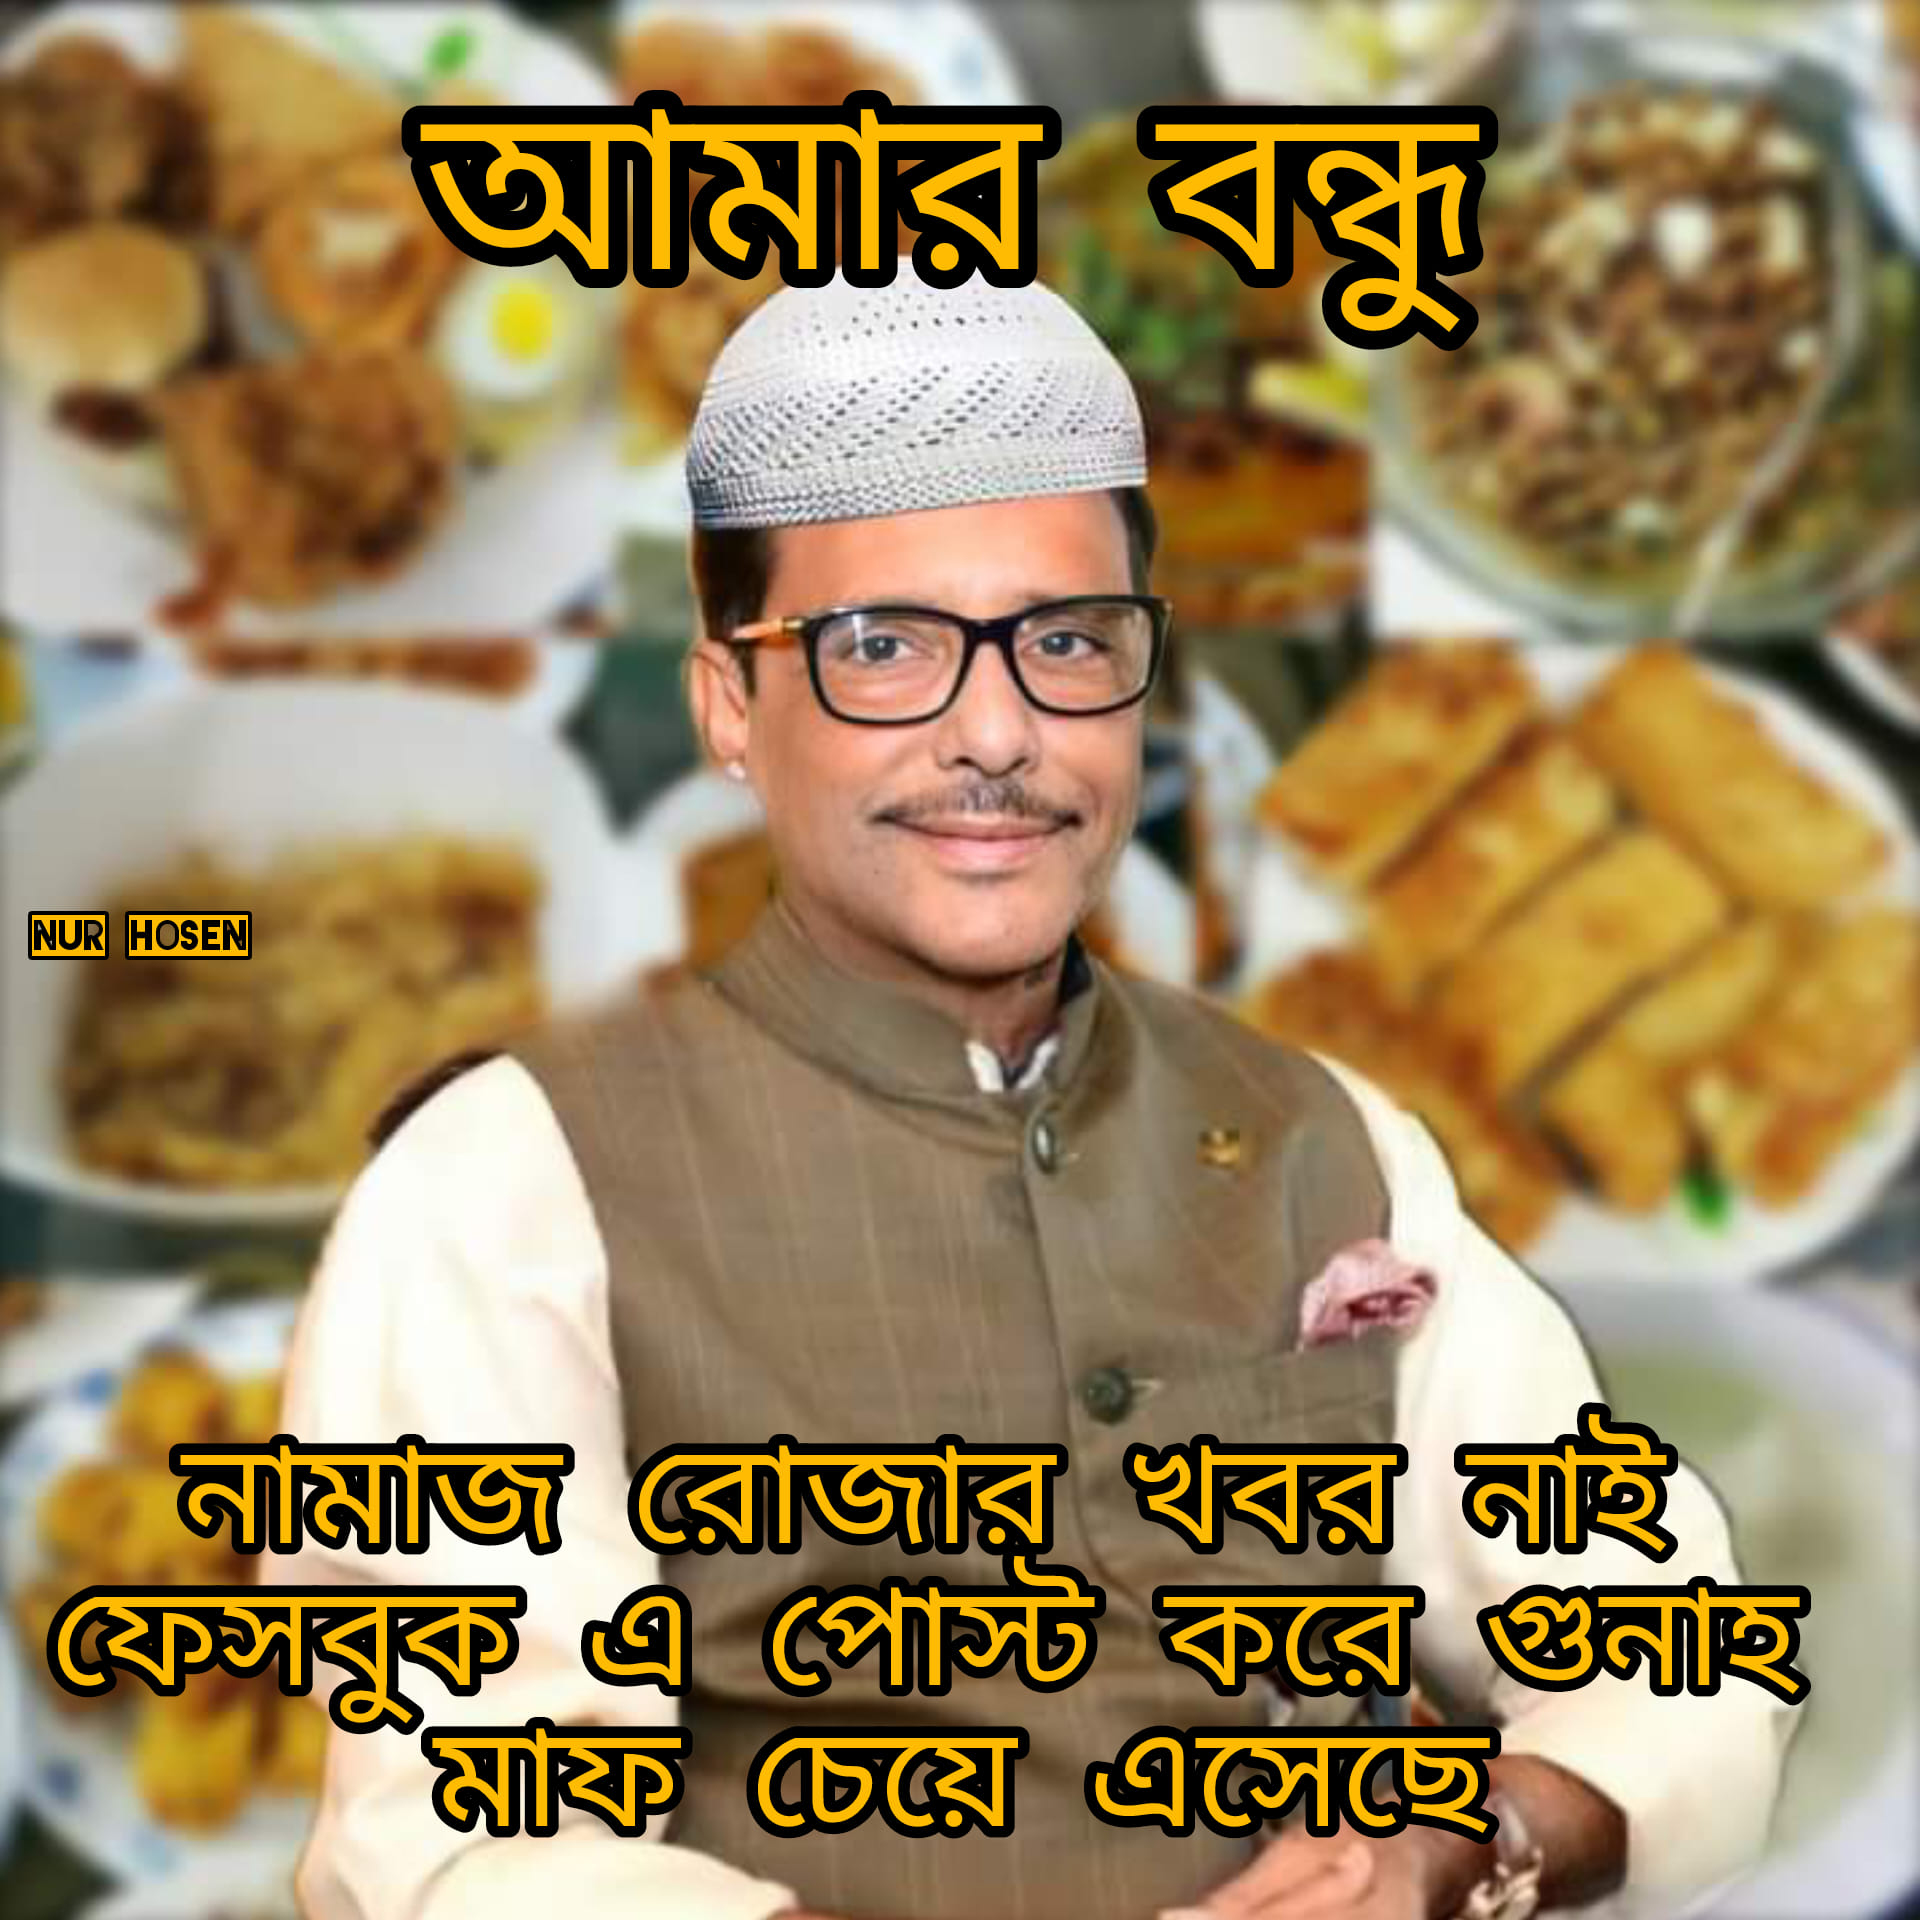 আমার বন্ধু
NUR HOSEN
নামাজ রোজার খবর নাই
ফেসবুক এ পোস্ট করে গুনাহ
মাফ চেয়ে এসেছে